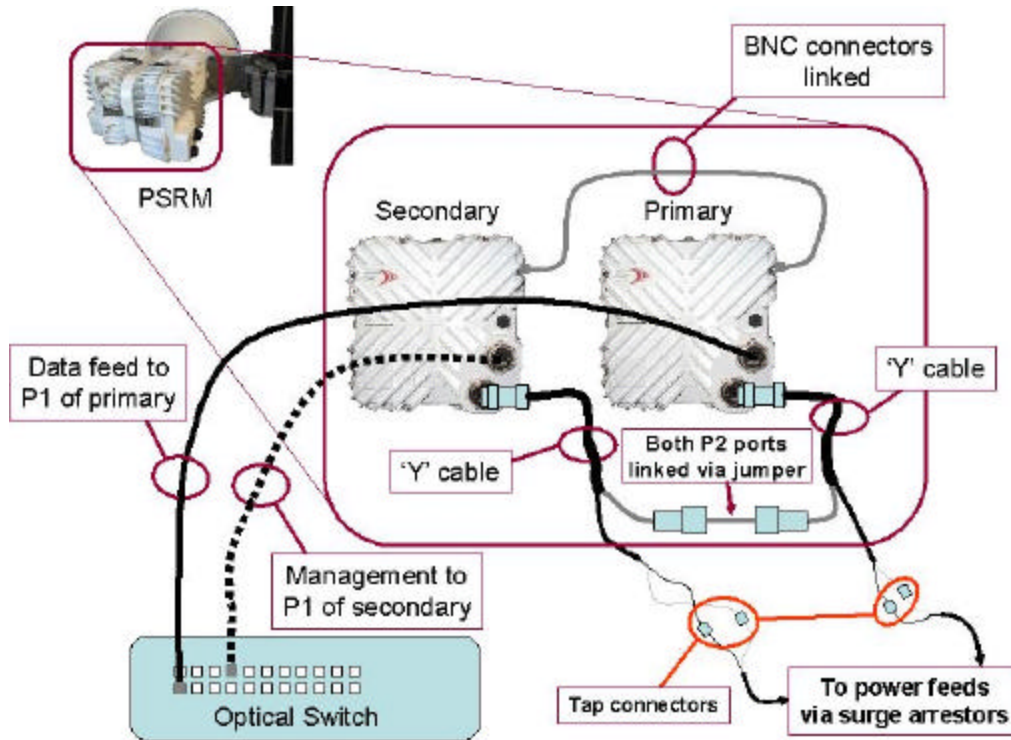 BNC connectors
linked
PSRM
Secondary
Primary
Data feed to
P1 of primary
'Y' cable
Both P2 ports
linked via jumper
'Y' cable
Management to
P1 of secondary
Optical Switch
Tap connectors
To power feeds
via surge arrestors